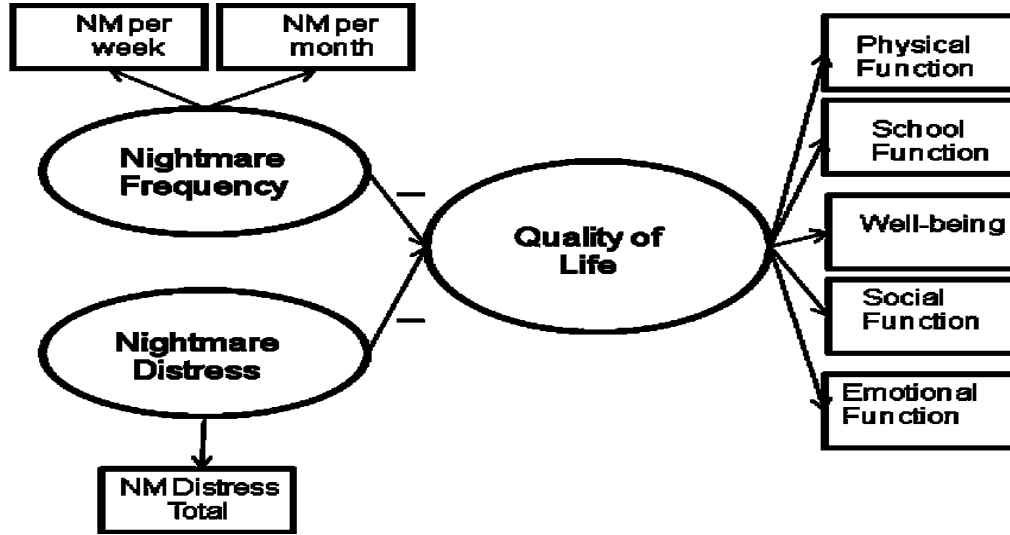 NM per
week
NM per
month
Nightmare
Frequency
Nightmare
Distress
NM Distress
Total
Quality of
Life
Physical
Function
School
Function
Well-being
Social
Function
Emotional
Function